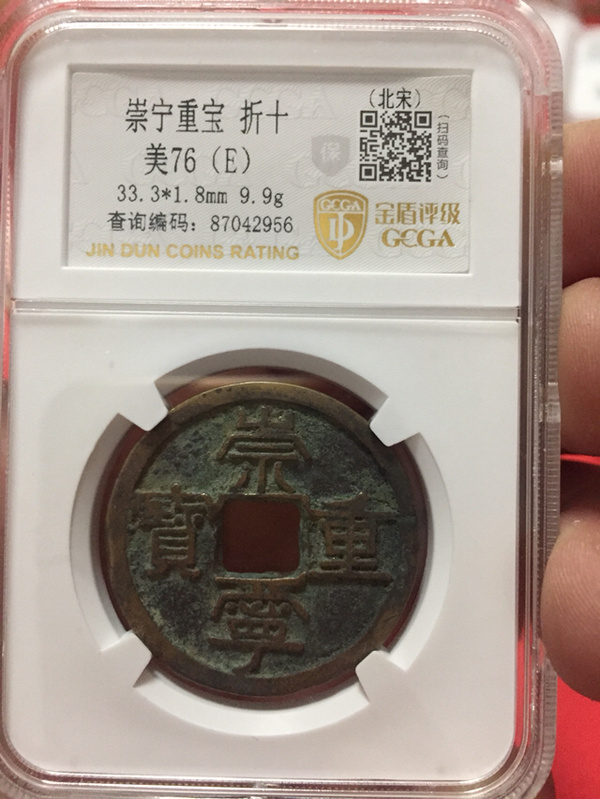 崇宁重宝 折十
美76（E）
33.3*1.8mm 9.9g
查询编码：87042956
JIN DUN COINS RATING
（北宋）
（扫码查询）
保
GCGA
金盾评级
GCGA
崇
寧
重
寳